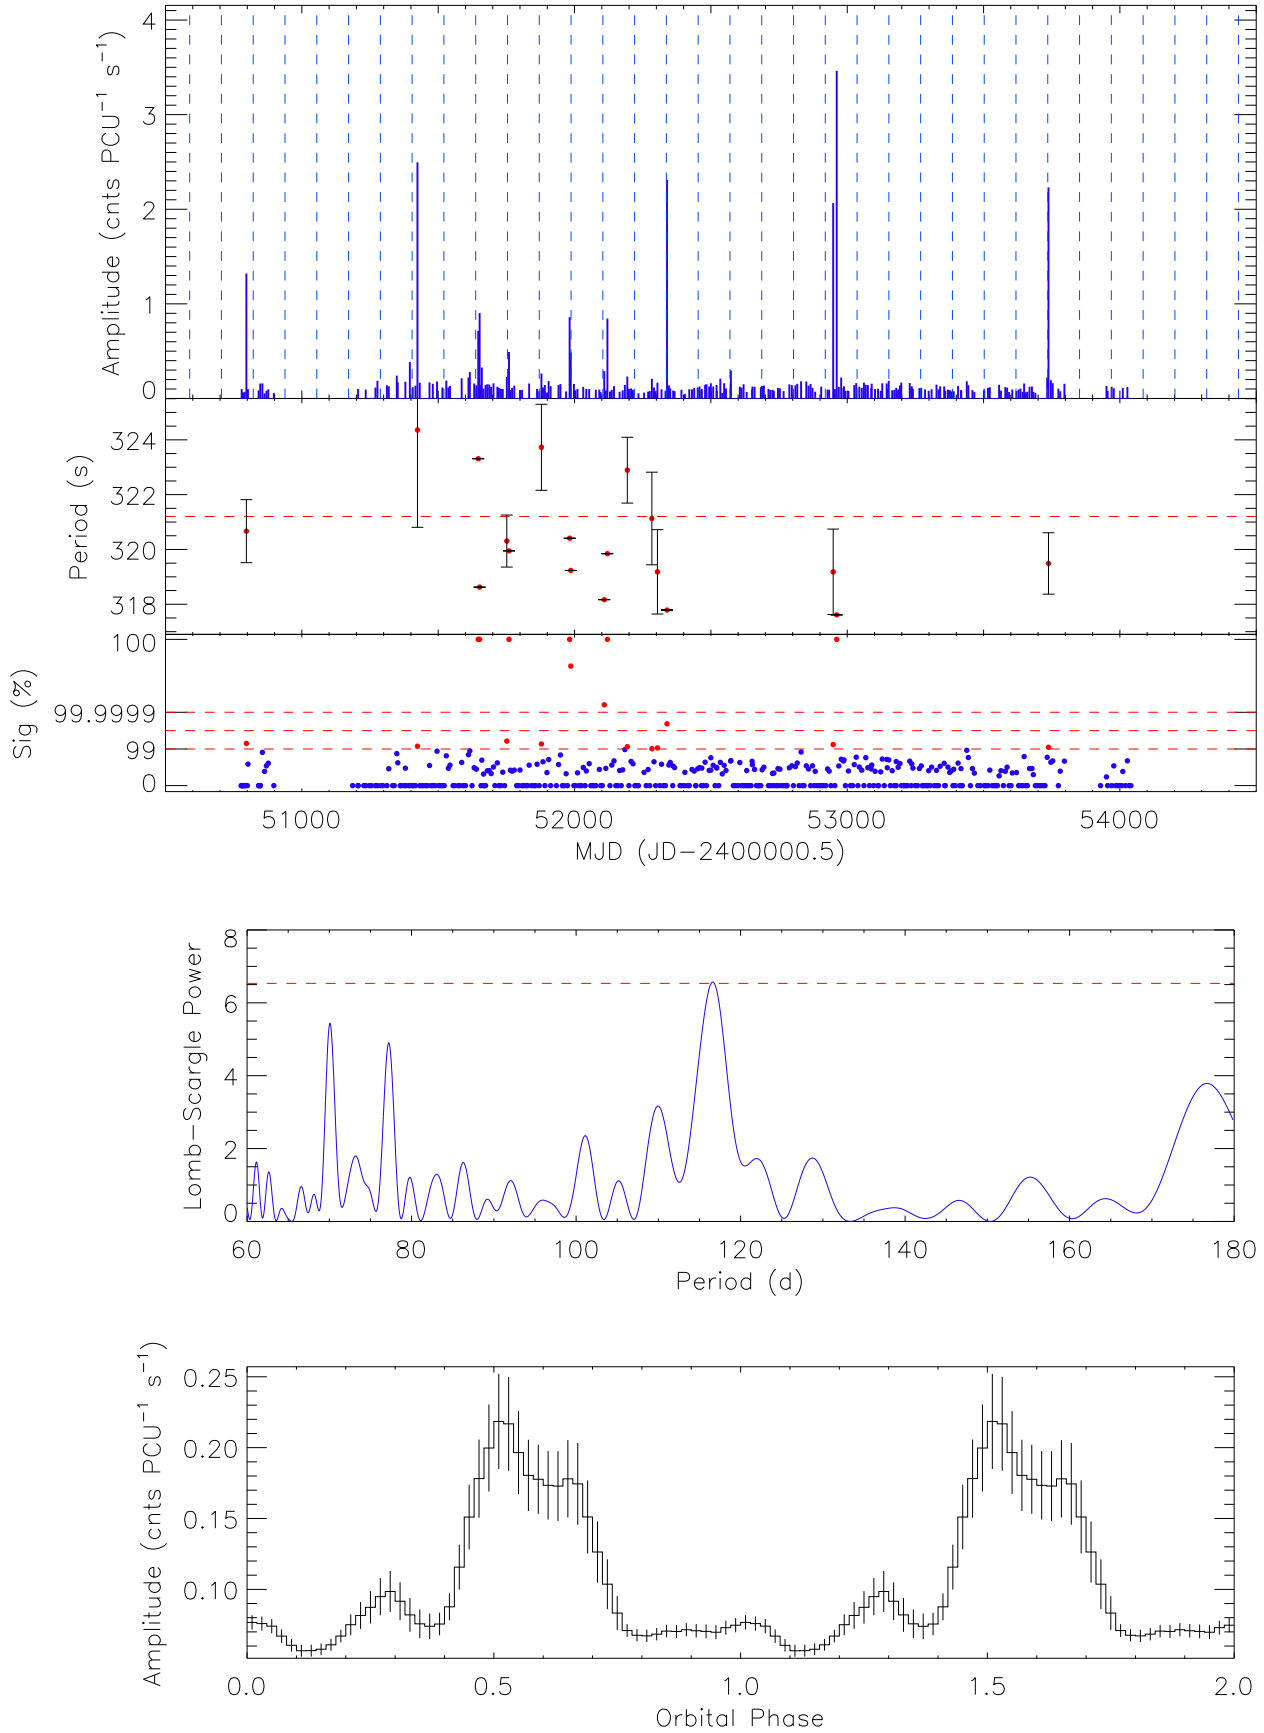 Amplitude (cnts PCU⁻¹ s⁻¹)
4
3
2
1
0
Period (s)
324
322
320
318
Sig (%)
100
99.9999
99
0
51000 52000 53000 54000
MJD (JD−2400000.5)
Lomb−Scargle Power
8
6
4
2
0
60 80 100 120 140 160 180
Period (d)
Amplitude (cnts PCU⁻¹ s⁻¹)
0.25
0.20
0.15
0.10
0.0 0.5 1.0 1.5 2.0
Orbital Phase